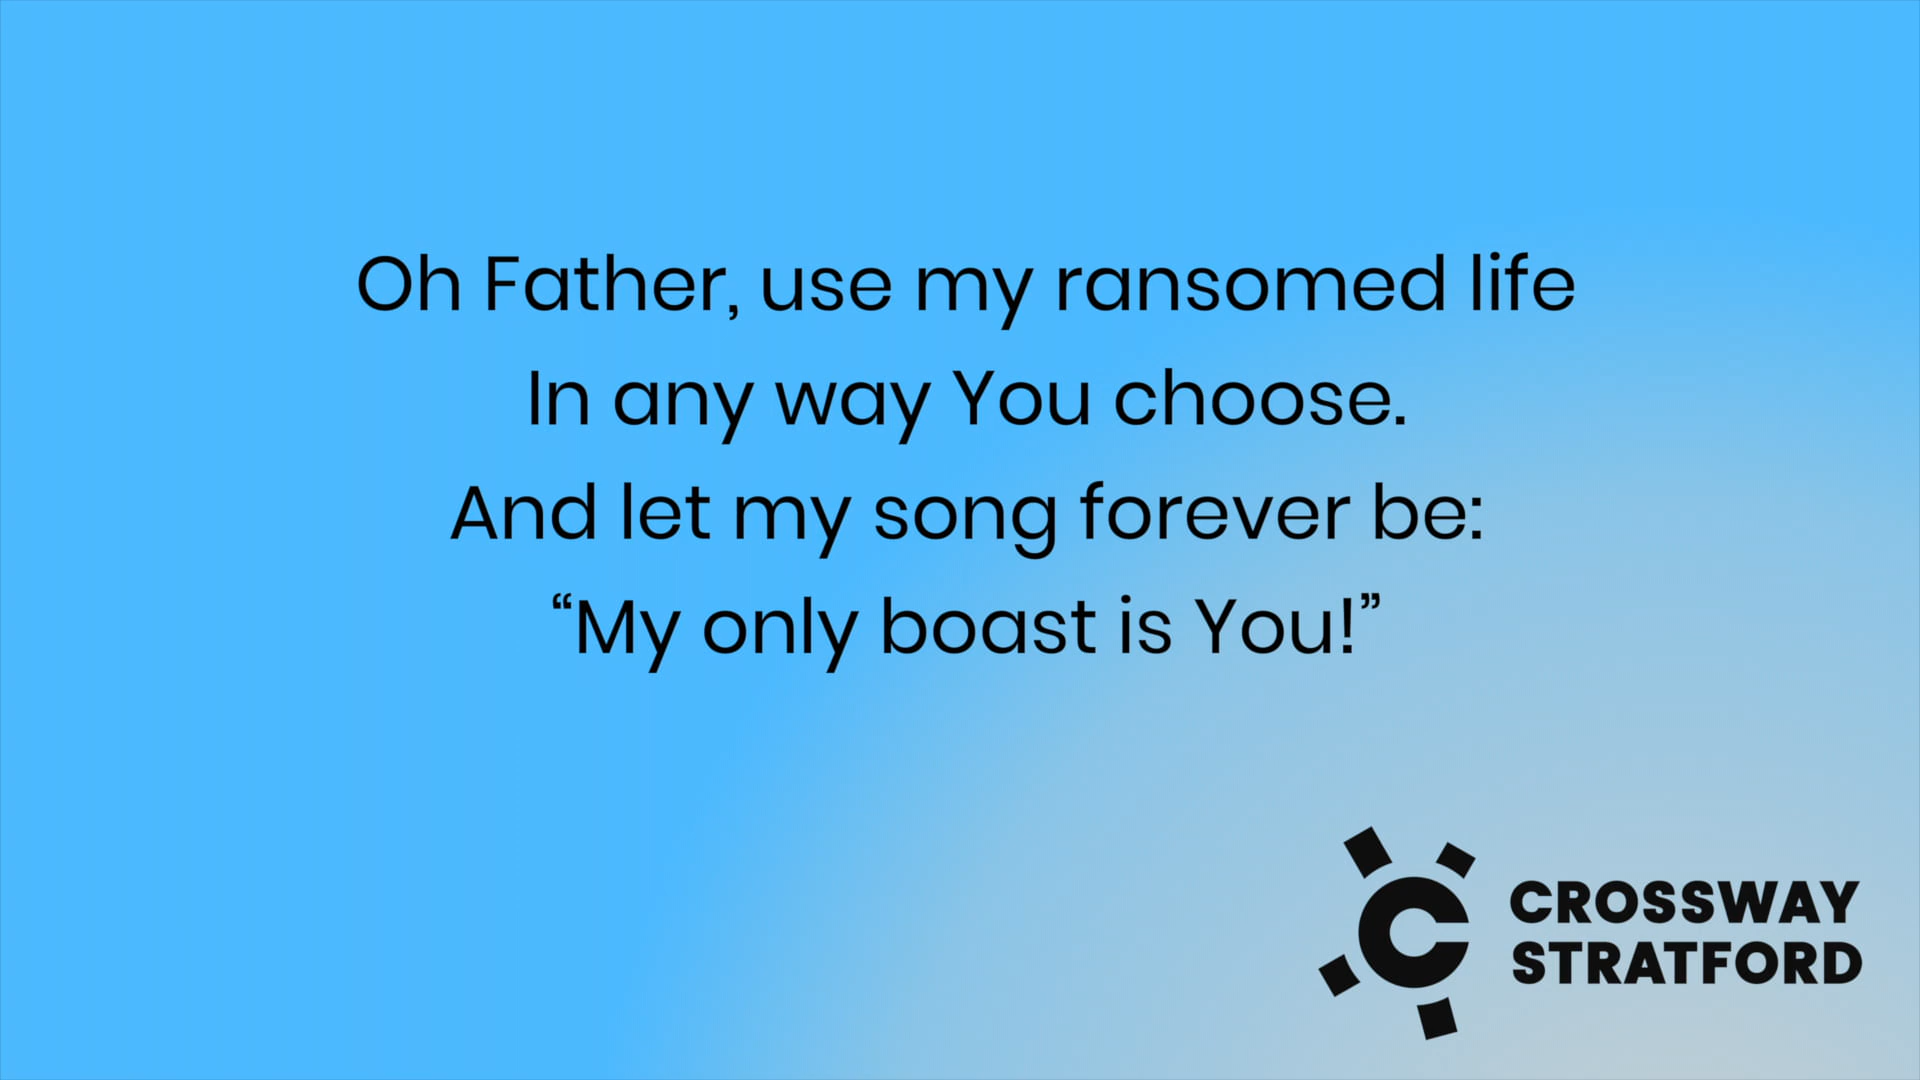 Oh Father, use my ransomed life
In any way You choose.
And let my song forever be:
“My only boast is You!”
CROSSWAY
STRATFORD